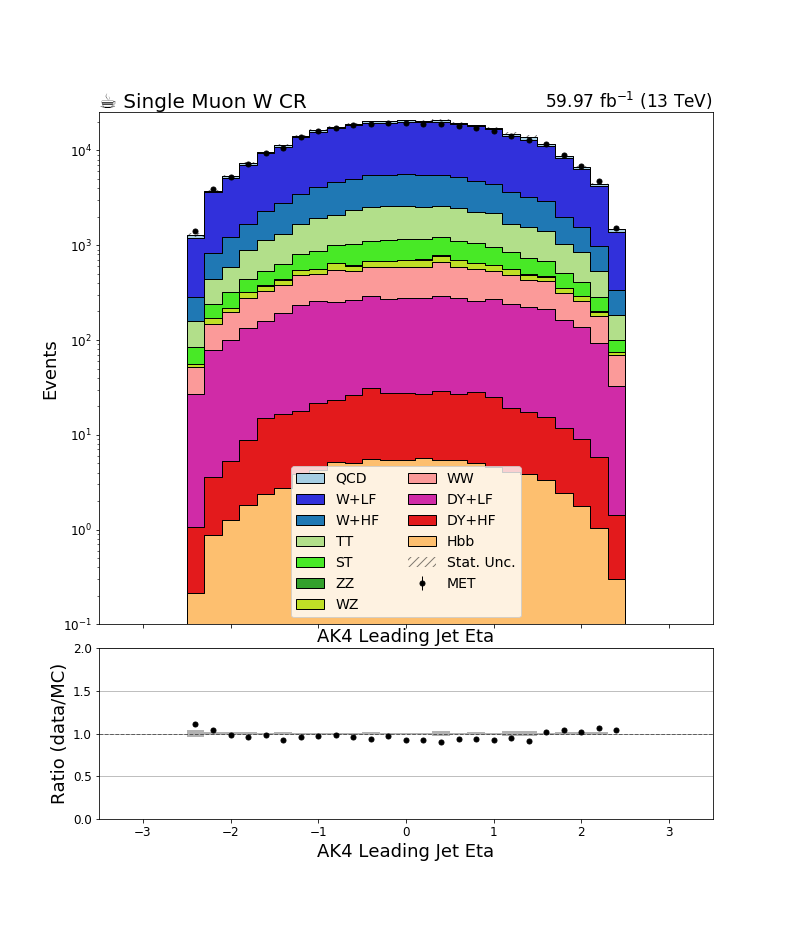 ☕ Single Muon W CR
59.97 fb⁻¹ (13 TeV)
Events
10⁴
10³
10²
10¹
10⁰
10⁻¹
QCD
W+LF
W+HF
TT
ST
ZZ
WZ
WW
DY+LF
DY+HF
Hbb
Stat. Unc.
MET
AK4 Leading Jet Eta
Ratio (data/MC)
2.0
1.5
1.0
0.5
0.0
−3 −2 −1 0 1 2 3
AK4 Leading Jet Eta